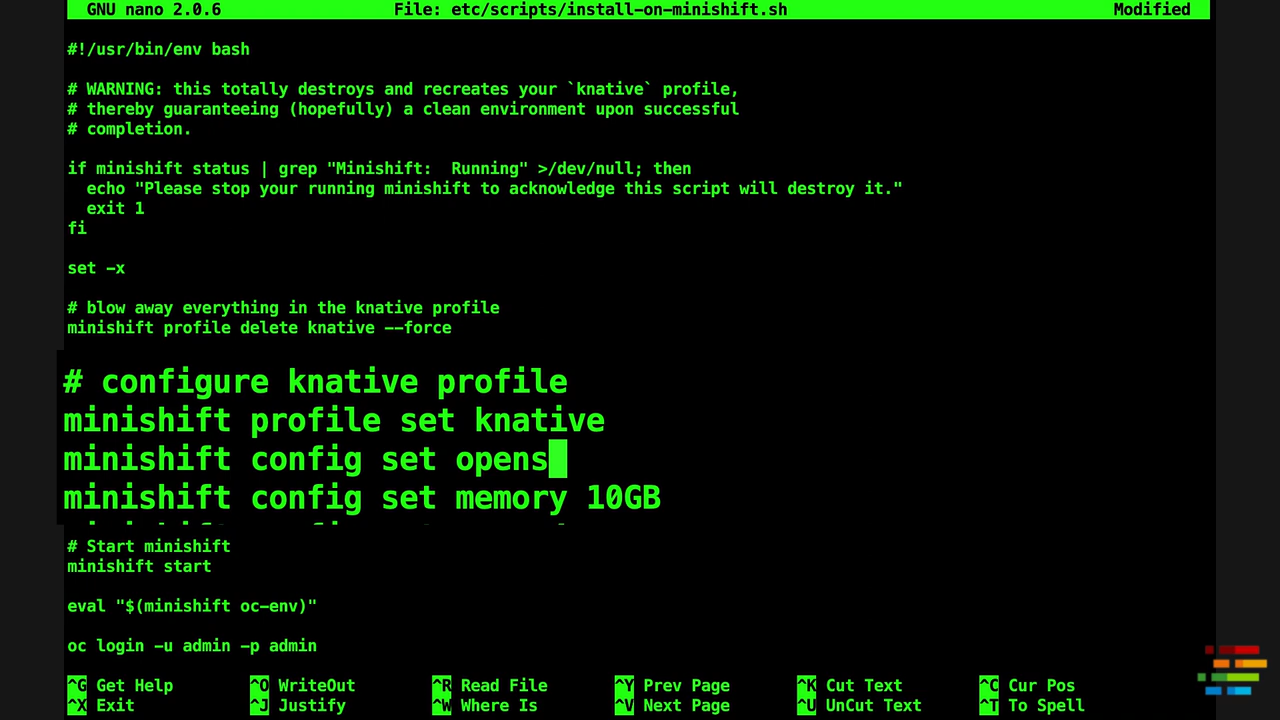 GNU nano 2.0.6 File: etc/scripts/install-on-minishift.sh Modified
#!/usr/bin/env bash
# WARNING: this totally destroys and recreates your `knative` profile,
# thereby guaranteeing (hopefully) a clean environment upon successful
# completion.
if minishift status | grep "Minishift:  Running" >/dev/null; then
  echo "Please stop your running minishift to acknowledge this script will destroy it."
  exit 1
fi
set -x
# blow away everything in the knative profile
minishift profile delete knative --force
# configure knative profile
minishift profile set knative
minishift config set opens
minishift config set memory 10GB
# Start minishift
minishift start
eval "$(minishift oc-env)"
oc login -u admin -p admin
^G Get Help ^O WriteOut ^R Read File ^Y Prev Page ^K Cut Text ^C Cur Pos
^X Exit ^J Justify ^W Where Is ^V Next Page ^U UnCut Text ^T To Spell